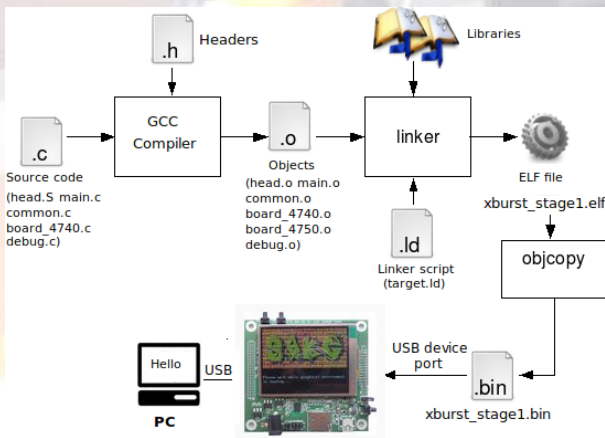 .h
Headers
Libraries
.c
GCC
Compiler
.o
linker
Source code
(head.S main.c
common.c
board_4740.c
debug.c)
Objects
(head.o main.o
common.o
board_4740.o
board_4750.o
debug.o)
ELF file
xburst_stage1.elf
.ld
Linker script
(target.ld)
objcopy
Hello
USB
USB device
port
.bin
PC
xburst_stage1.bin